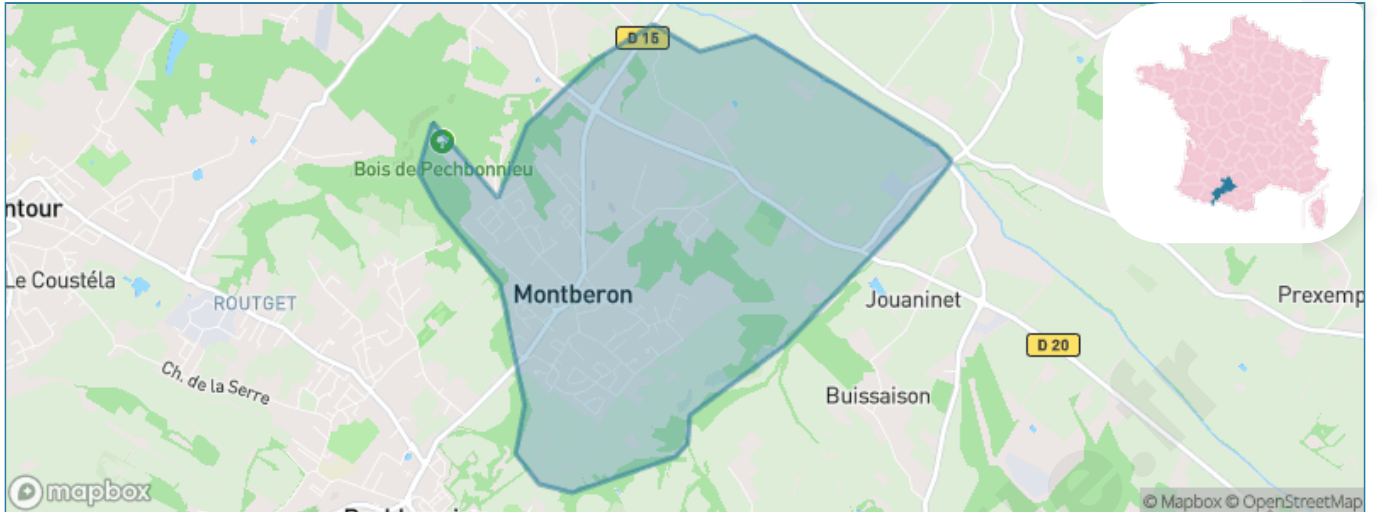 D 15
Bois de Pechbonnieu
ntour
Le Coustéla
ROUTGET
Montberon
Jouaninet
Prexemp
D 20
Ch. de la Serre
Buissaison
mapbox
© Mapbox © OpenStreetMap